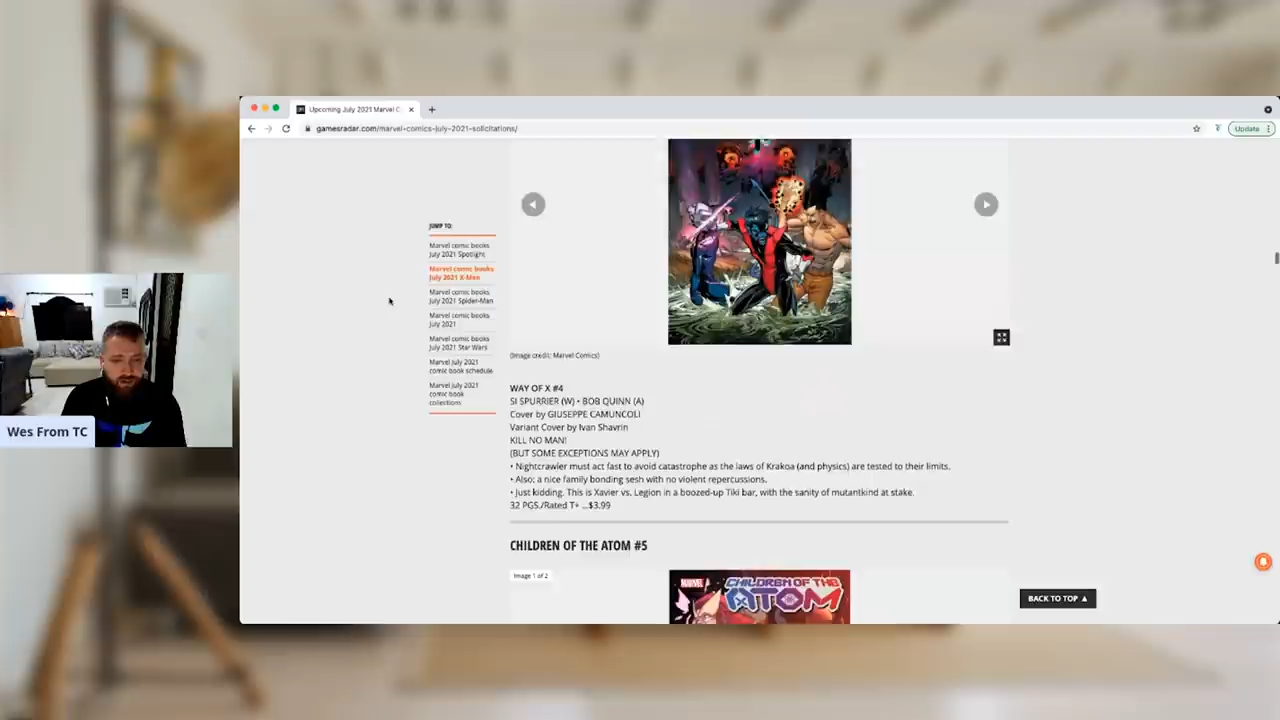 Upcoming July 2021 Marvel C
gamesradar.com/marvel-comics-july-2021-solicitations/
Update
JUMP TO:
Marvel comic books
July 2021 Spotlight
Marvel comic books
July 2021 X-Men
Marvel comic books
July 2021 Spider-Man
Marvel comic books
July 2021
Marvel comic books
July 2021 Star Wars
Marvel July 2021
comic book schedule
Marvel July 2021
comic book
collections
(Image credit: Marvel Comics)
WAY OF X #4
SI SPURRIER (W) • BOB QUINN (A)
Cover by GIUSEPPE CAMUNCOLI
Variant Cover by Ivan Shavrin
KILL NO MAN!
(BUT SOME EXCEPTIONS MAY APPLY)
• Nightcrawler must act fast to avoid catastrophe as the laws of Krakoa (and physics) are tested to their limits.
• Also; a nice family bonding sesh with no violent repercussions.
• Just kidding. This is Xavier vs. Legion in a boozed-up Tiki bar, with the sanity of mutantkind at stake.
32 PGS./Rated T+ ...$3.99
CHILDREN OF THE ATOM #5
Image 1 of 2
MARVEL
CHILDREN OF THE
ATOM
BACK TO TOP ▲
Wes From TC